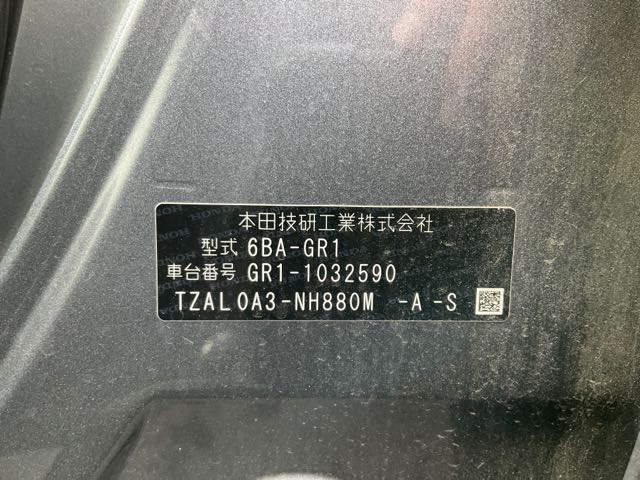 本田技研工業株式会社
型式 6BA-GR1
車台番号 GR1-1032590
TZAL0A3-NH880M -A-S